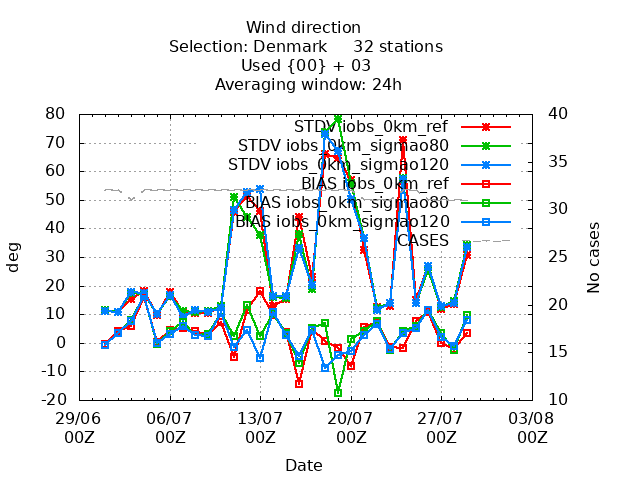 Wind direction
Selection: Denmark 32 stations
Used {00} + 03
Averaging window: 24h
80
70
60
50
40
30
20
10
0
-10
-20
deg
40
35
30
25
20
15
10
No cases
STDV iobs_0km_ref
STDV iobs_0km_sigmao80
STDV iobs_0km_sigmao120
BIAS iobs_0km_ref
BIAS iobs_0km_sigmao80
BIAS iobs_0km_sigmao120
CASES
29/06 06/07 13/07 20/07 27/07 03/08
00Z 00Z 00Z 00Z 00Z 00Z
Date